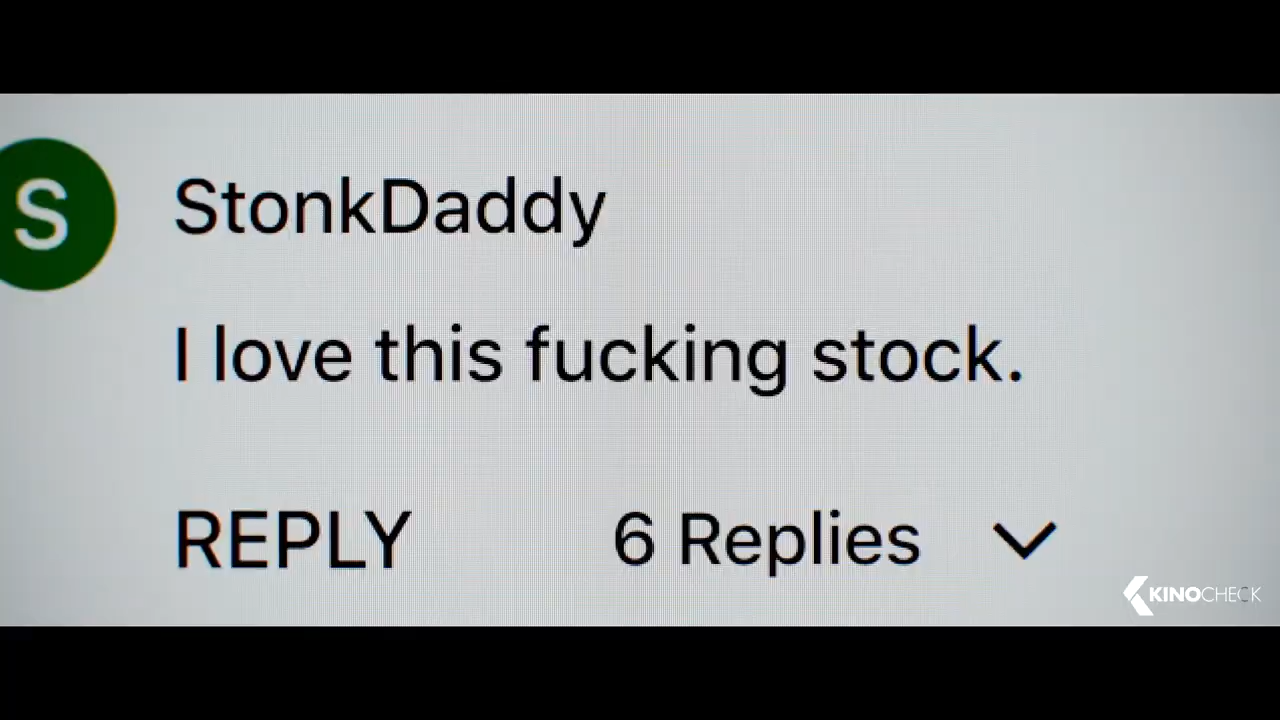 S
StonkDaddy
I love this fucking stock.
REPLY 6 Replies
KINOCHECK